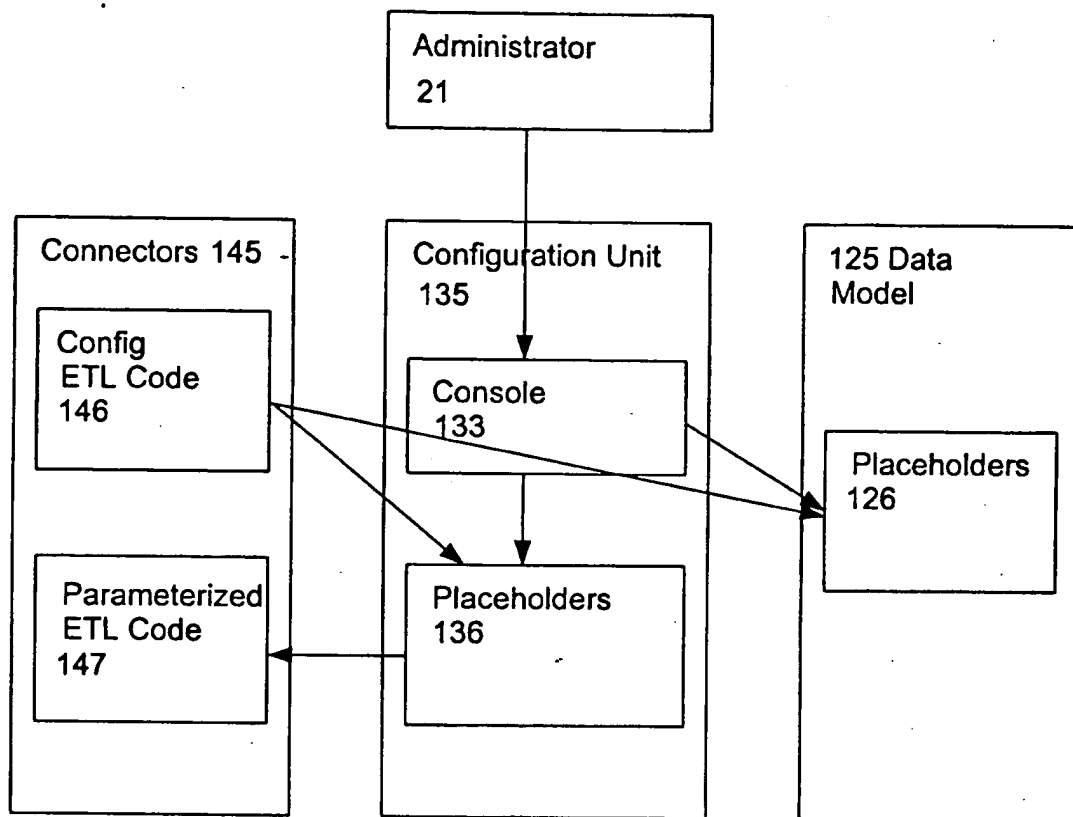 Administrator
21
Connectors 145
Config
ETL Code
146
Parameterized
ETL Code
147
Configuration Unit
135
Console
133
Placeholders
136
125 Data
Model
Placeholders
126